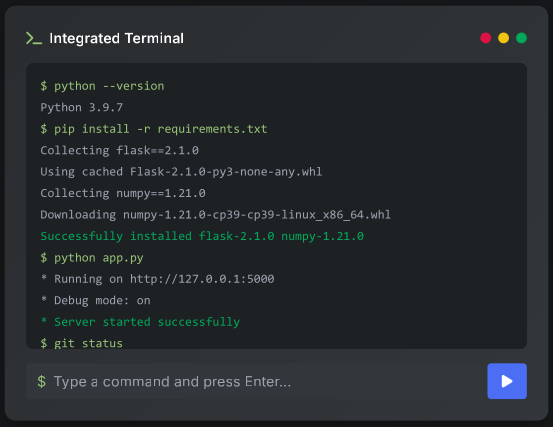 Integrated Terminal
$ python --version
Python 3.9.7
$ pip install -r requirements.txt
Collecting flask==2.1.0
Using cached Flask-2.1.0-py3-none-any.whl
Collecting numpy==1.21.0
Downloading numpy-1.21.0-cp39-cp39-linux_x86_64.whl
Successfully installed flask-2.1.0 numpy-1.21.0
$ python app.py
* Running on http://127.0.0.1:5000
* Debug mode: on
* Server started successfully
$ git status
$ Type a command and press Enter...